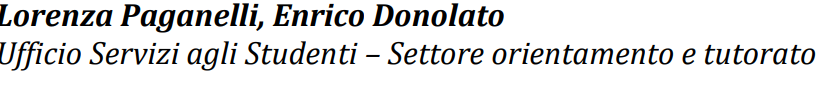 Lorenza Paganelli, Enrico Donolato
Ufficio Servizi agli Studenti – Settore orientamento e tutorato